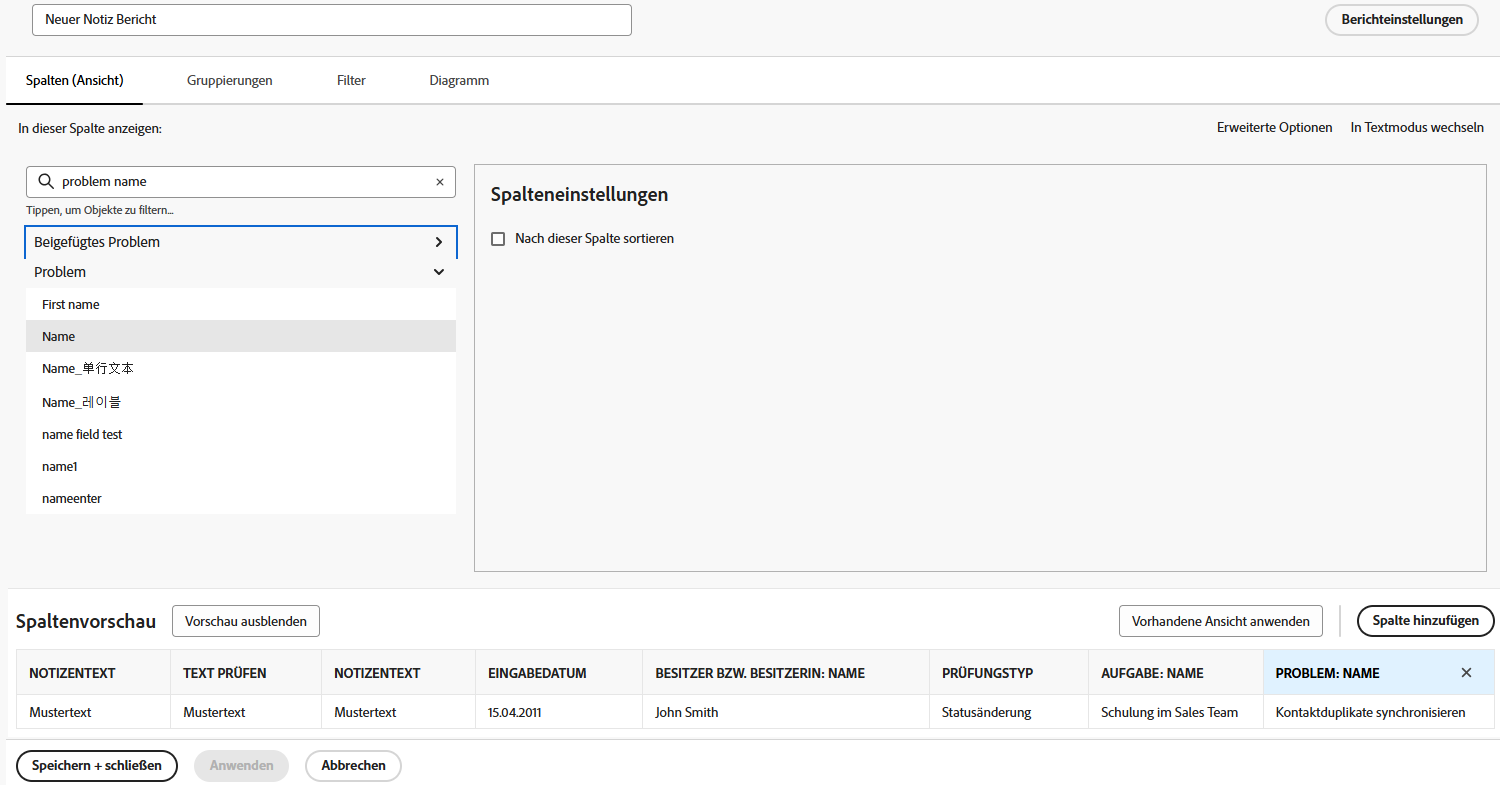 Neuer Notiz Bericht
Berichteinstellungen
Spalten (Ansicht) Gruppierungen Filter Diagramm
In dieser Spalte anzeigen:
Erweiterte Optionen In Textmodus wechseln
problem name
Tippen, um Objekte zu filtern...
Beigefügtes Problem
Problem
First name
Name
Name_单行文本
Name_레이블
name field test
name1
nameenter
Spalteneinstellungen
Nach dieser Spalte sortieren
Spaltenvorschau Vorschau ausblenden Vorhandene Ansicht anwenden Spalte hinzufügen
NOTIZENTEXT TEXT PRÜFEN NOTIZENTEXT EINGABEDATUM BESITZER BZW. BESITZERIN: NAME PRÜFUNGSTYP AUFGABE: NAME PROBLEM: NAME
Mustertext Mustertext Mustertext 15.04.2011 John Smith Statusänderung Schulung im Sales Team Kontaktduplikate synchronisieren
Speichern + schließen Anwenden Abbrechen